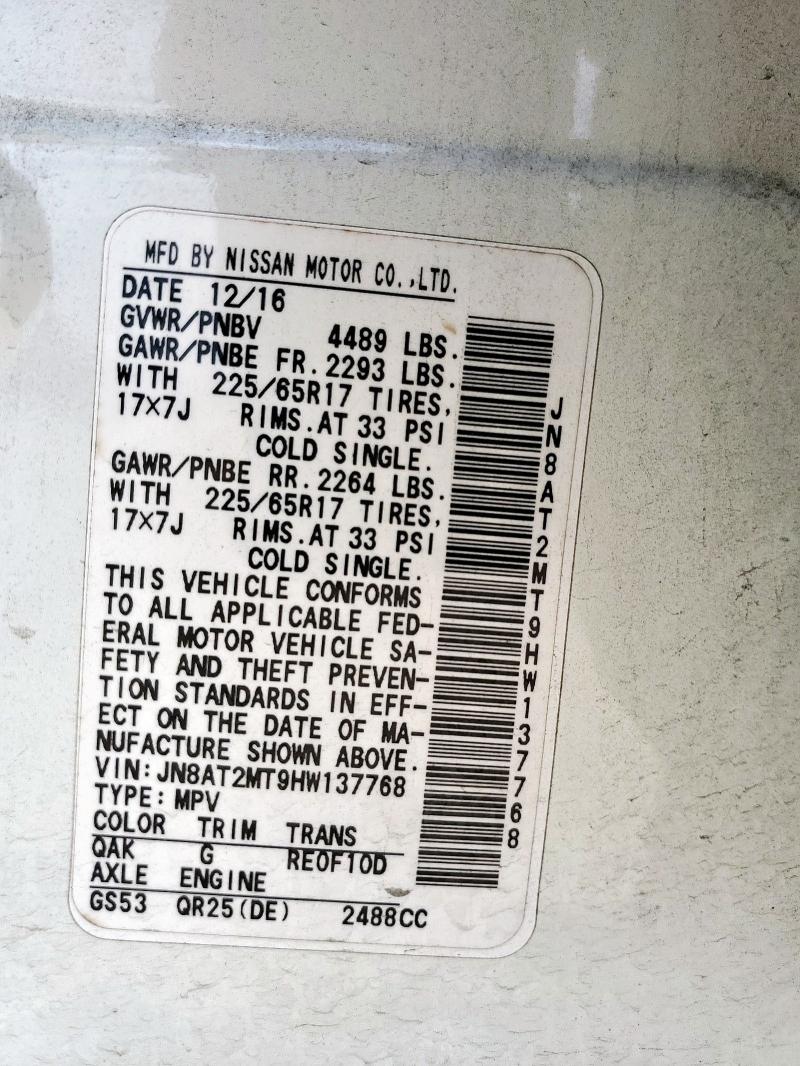 MFD BY NISSAN MOTOR CO.,LTD.
DATE 12/16
GVWR/PNBV 4489 LBS.
GAWR/PNBE FR. 2293 LBS.
WITH 225/65R17 TIRES,
17×7J RIMS.AT 33 PSI
COLD SINGLE.
GAWR/PNBE RR. 2264 LBS.
WITH 225/65R17 TIRES,
17×7J RIMS.AT 33 PSI
COLD SINGLE.
THIS VEHICLE CONFORMS
TO ALL APPLICABLE FED-
ERAL MOTOR VEHICLE SA-
FETY AND THEFT PREVEN-
TION STANDARDS IN EFF-
ECT ON THE DATE OF MA-
NUFACTURE SHOWN ABOVE.
VIN:JN8AT2MT9HW137768
TYPE:MPV
COLOR TRIM TRANS
QAK G RE0F10D
AXLE ENGINE
GS53 QR25(DE) 2488CC
JN8AT2MT9HW137768